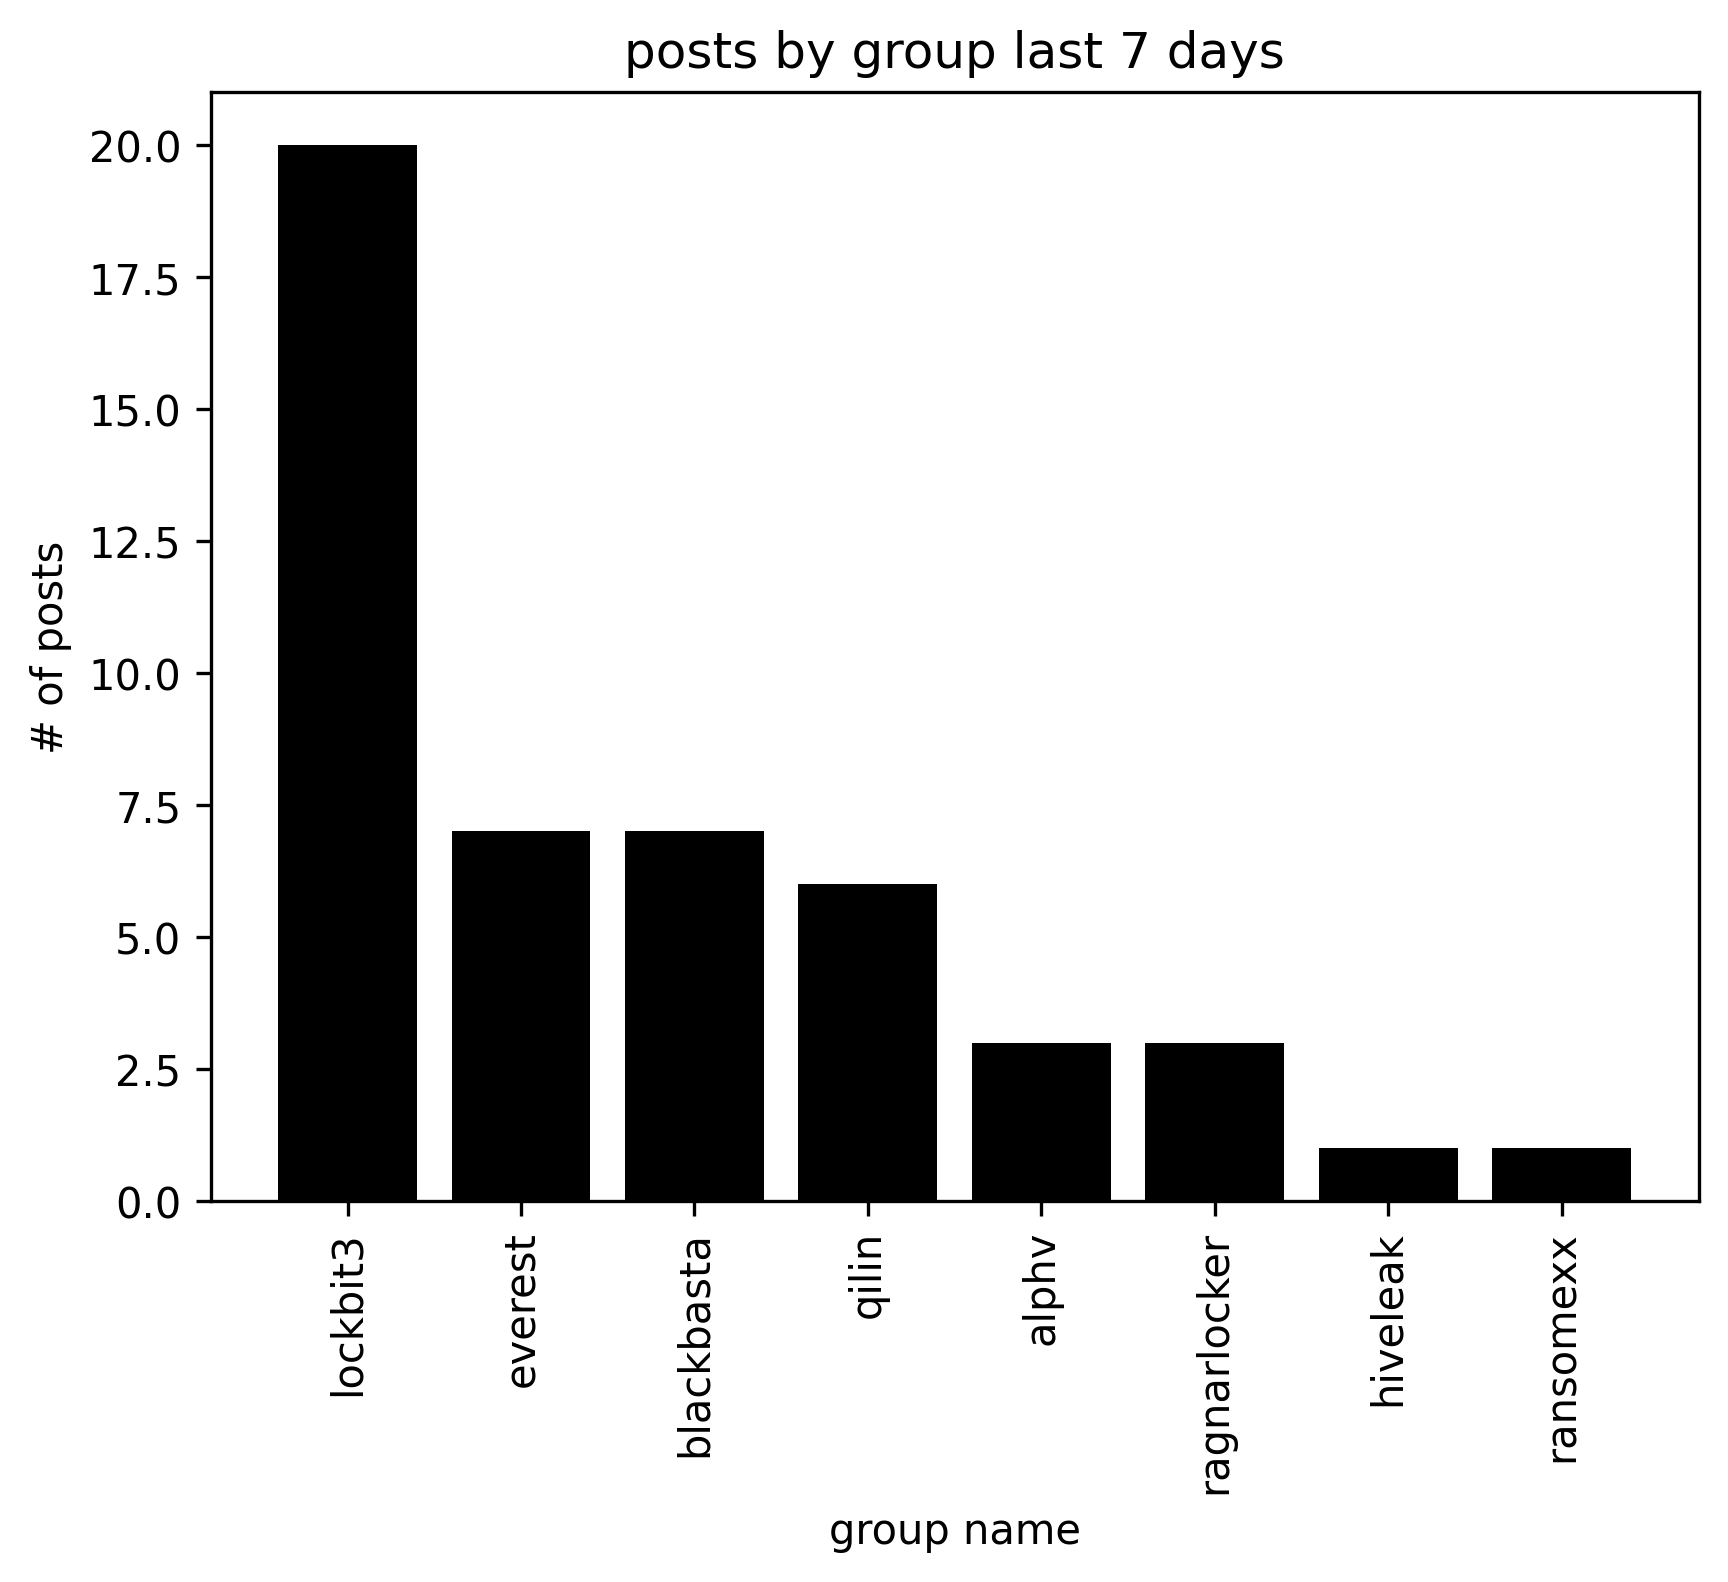 posts by group last 7 days
# of posts
20.0
17.5
15.0
12.5
10.0
7.5
5.0
2.5
0.0
lockbit3
everest
blackbasta
qilin
alphv
ragnarlocker
hiveleak
ransomexx
group name